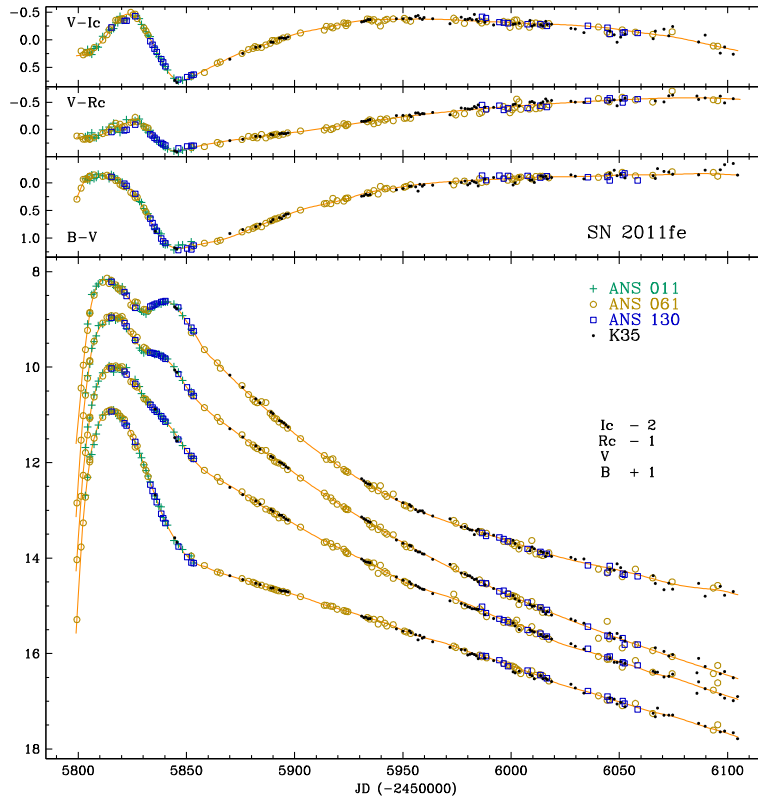 V-Ic
-0.5
0.0
0.5
V-Rc
-0.5
0.0
B-V
0.0
0.5
1.0
SN 2011fe
8
10
12
14
16
18
+ ANS 011
ANS 061
ANS 130
K35
Ic - 2
Rc - 1
V
B + 1
5800 5850 5900 5950 6000 6050 6100
JD (-2450000)